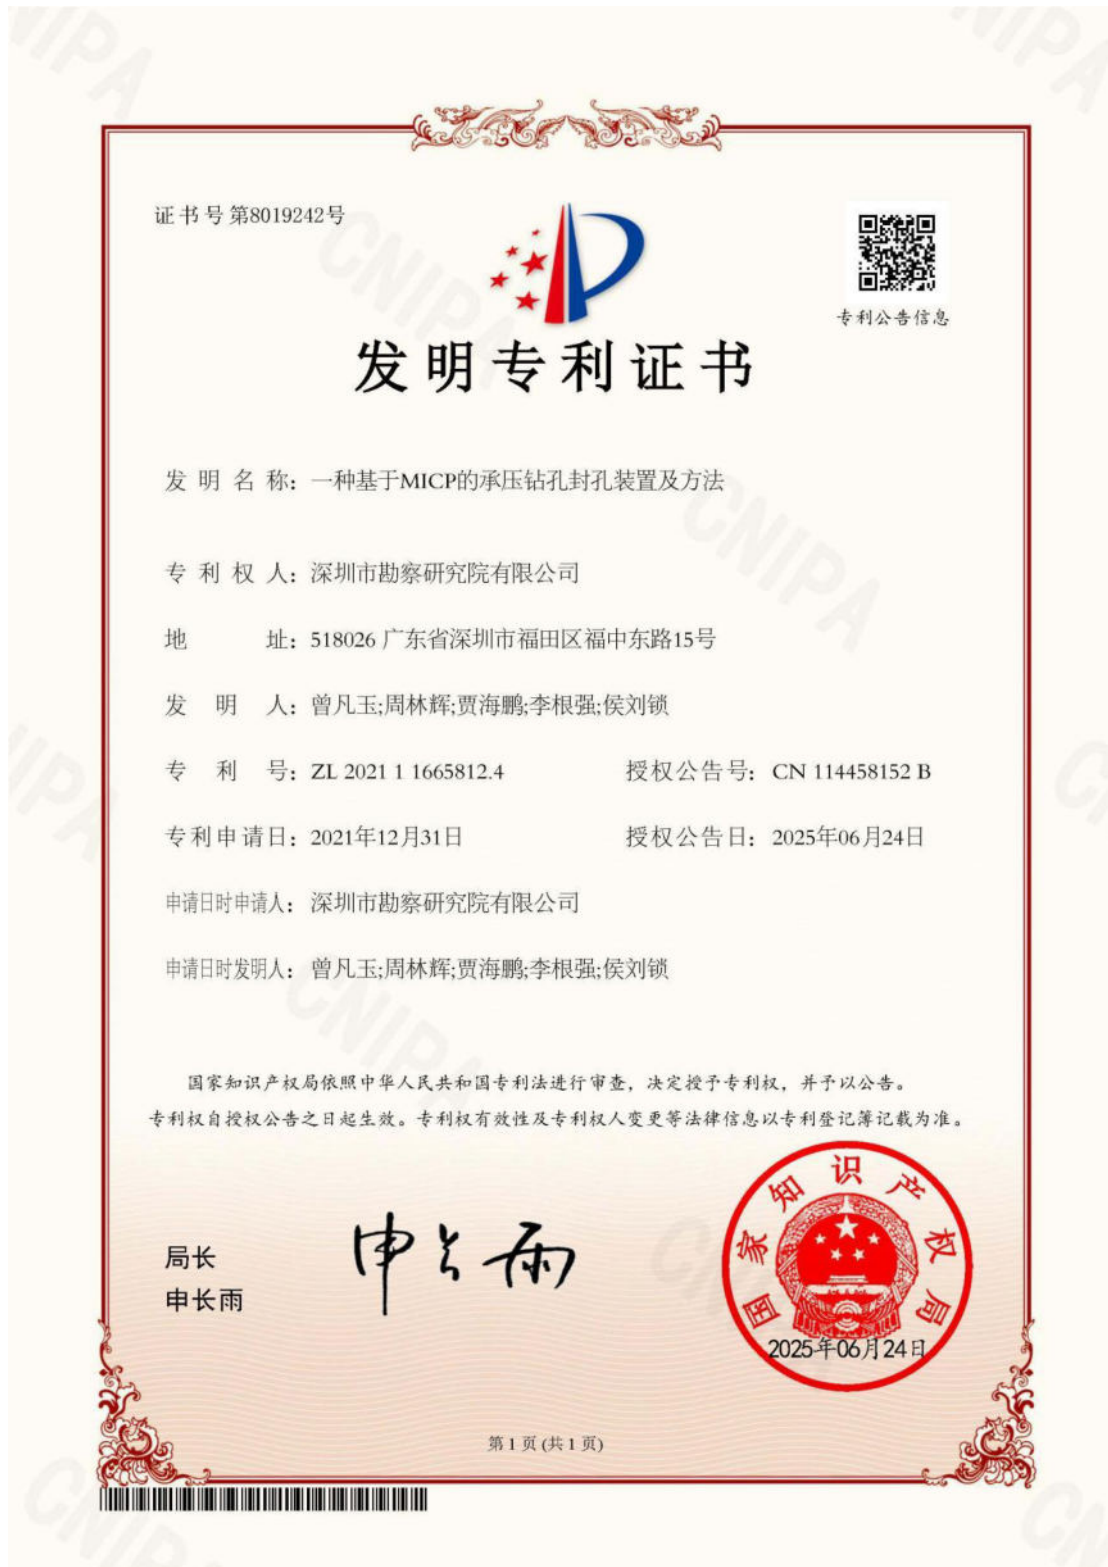 证书号第8019242号
专利公告信息
发明专利证书
发明名称：一种基于MICP的承压钻孔封孔装置及方法
专利权人：深圳市勘察研究院有限公司
地址：518026 广东省深圳市福田区福中东路15号
发明人：曾凡玉;周林辉;贾海鹏;李根强;侯刘锁
专利号：ZL 2021 1 1665812.4 授权公告号：CN 114458152 B
专利申请日：2021年12月31日 授权公告日：2025年06月24日
申请日时申请人：深圳市勘察研究院有限公司
申请日时发明人：曾凡玉;周林辉;贾海鹏;李根强;侯刘锁
国家知识产权局依照中华人民共和国专利法进行审查，决定授予专利权，并予以公告。
专利权自授权公告之日起生效。专利权有效性及专利权人变更等法律信息以专利登记簿记载为准。
局长
申长雨
申长雨
国家知识产权局
2025年06月24日
第1页(共1页)
CNIPA
CNIPA
CNIPA
CNIPA
CNIPA
CNIPA
CNIPA
CNIPA
CNIPA
CNIPA